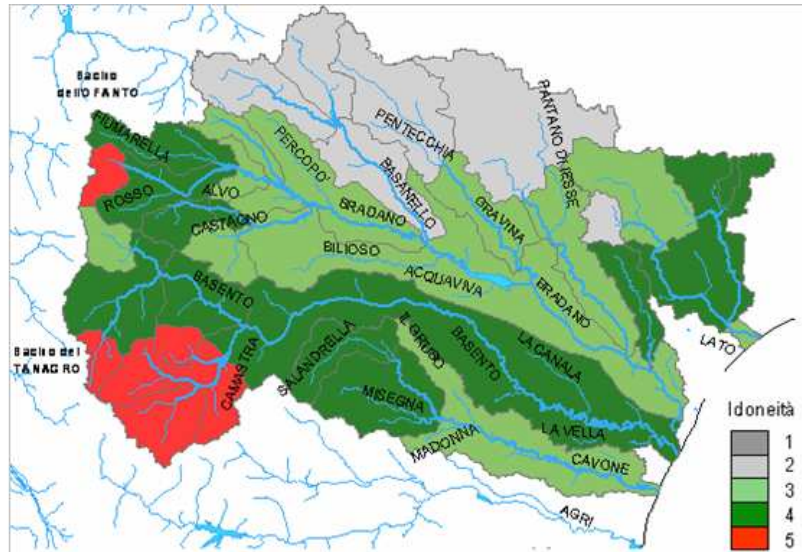 Bacino
dell'OFANTO
FIUMARELLA
PERCOPO'
PENTECCHIA
PANTANO DI IESSE
ROSSO
ALVO
BASANELLO
GRAVINA
CASTAGNO
BRADANO
BILIOSO
ACQUAVIVA
BASENTO
BRADANO
LA CANALA
IL GRUSO
BASENTO
SALANDRELLA
CAMASTRA
LATO
Bacino del
TANAGRO
MISEGNA
LA VELLA
MADONNA
CAVONE
AGRI
Idoneità
1
2
3
4
5